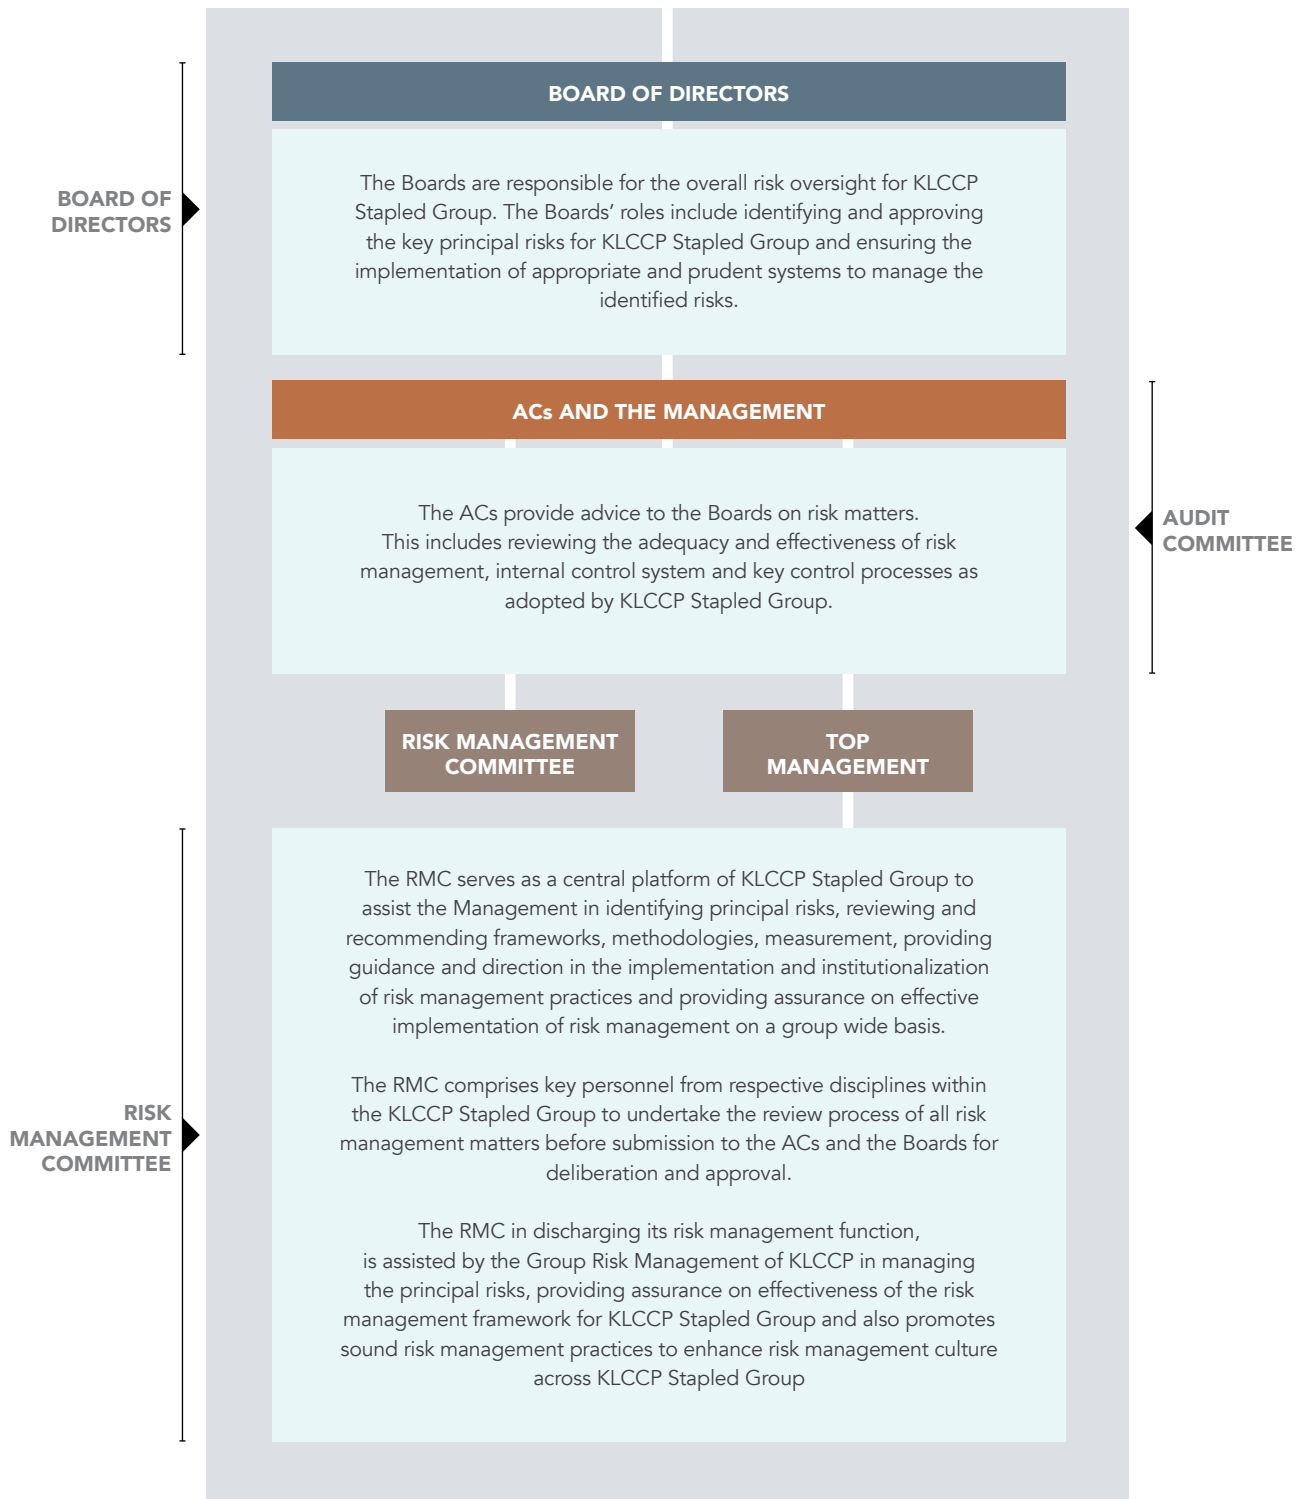 BOARD OF DIRECTORS
BOARD OF
DIRECTORS
The Boards are responsible for the overall risk oversight for KLCCP
Stapled Group. The Boards’ roles include identifying and approving
the key principal risks for KLCCP Stapled Group and ensuring the
implementation of appropriate and prudent systems to manage the
identified risks.
ACs AND THE MANAGEMENT
The ACs provide advice to the Boards on risk matters.
This includes reviewing the adequacy and effectiveness of risk
management, internal control system and key control processes as
adopted by KLCCP Stapled Group.
AUDIT
COMMITTEE
RISK MANAGEMENT
COMMITTEE
TOP
MANAGEMENT
RISK
MANAGEMENT
COMMITTEE
The RMC serves as a central platform of KLCCP Stapled Group to
assist the Management in identifying principal risks, reviewing and
recommending frameworks, methodologies, measurement, providing
guidance and direction in the implementation and institutionalization
of risk management practices and providing assurance on effective
implementation of risk management on a group wide basis.
The RMC comprises key personnel from respective disciplines within
the KLCCP Stapled Group to undertake the review process of all risk
management matters before submission to the ACs and the Boards for
deliberation and approval.
The RMC in discharging its risk management function,
is assisted by the Group Risk Management of KLCCP in managing
the principal risks, providing assurance on effectiveness of the risk
management framework for KLCCP Stapled Group and also promotes
sound risk management practices to enhance risk management culture
across KLCCP Stapled Group